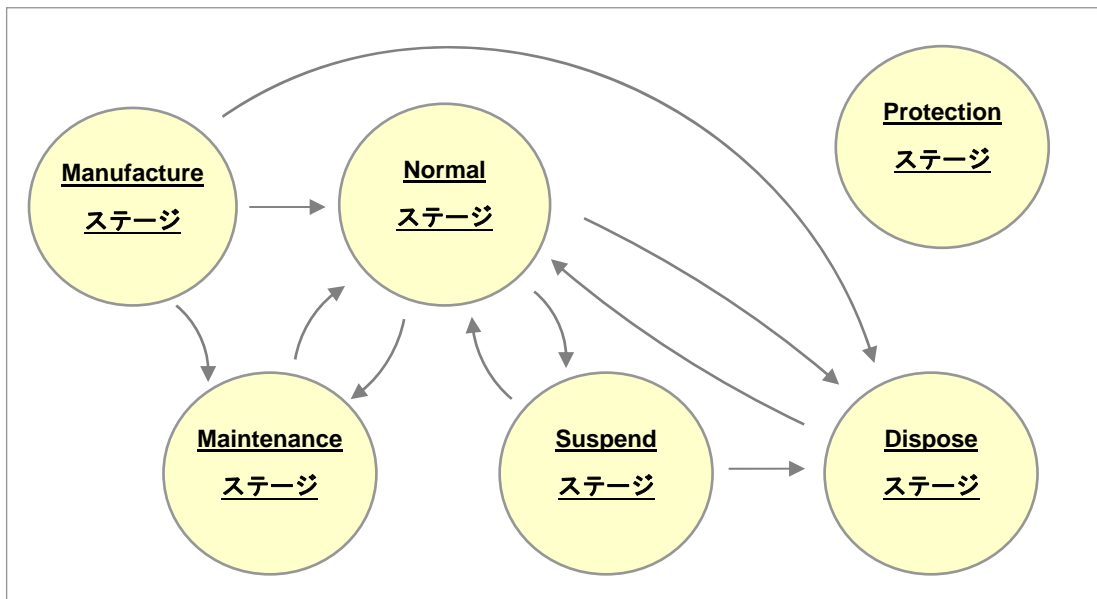 Manufacture
ステージ
Normal
ステージ
Protection
ステージ
Maintenance
ステージ
Suspend
ステージ
Dispose
ステージ